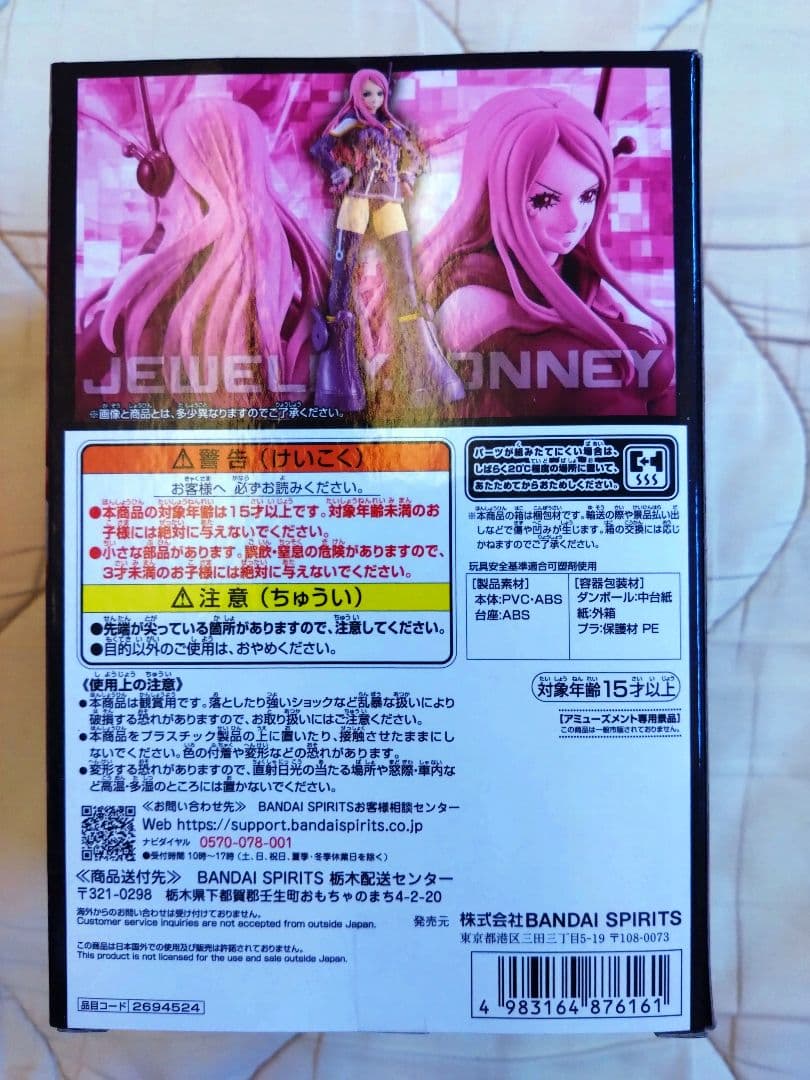 JEWELRY. BONNEY
※画像と商品とは、多少異なりますのでご了承ください。
⚠警告（けいこく）
お客様へ 必ずお読みください。
●本商品の対象年齢は15才以上です。対象年齢未満のお
子様には絶対に与えないでください。
●小さな部品があります。誤飲・窒息の危険がありますので、
3才未満のお子様には絶対に与えないでください。
⚠注意（ちゅうい）
●先端が尖っている箇所がありますので、注意してください。
●目的以外のご使用は、おやめください。
パーツが組みたてにくい場合は、
しばらく20℃程度の場所に置いて、
あたためてからおためしください。
※本商品の箱は梱包材です。輸送の際や景品払い出
しなどで傷や凹みが生じます。箱の交換には応じ
かねますのでご了承ください。
玩具安全基準適合可塑剤使用
[製品素材]
本体:PVC・ABS
台座:ABS
[容器包装材]
ダンボール:中台紙
紙:外箱
プラ:保護材 PE
対象年齢15才以上
[アミューズメント専用景品]
この商品は一般市販されておりません。
《使用上の注意》
●本商品は観賞用です。落としたり強いショックなど乱暴な扱いにより
破損する恐れがありますので、お取り扱いにはご注意ください。
●本商品をプラスチック製品の上に置いたり、接触させたままにし
ないでください。色の付着や変形などの恐れがあります。
●変形する恐れがありますので、直射日光の当たる場所や窓際・車内な
ど高温・多湿のところには置かないでください。
≪お問い合わせ先≫ BANDAI SPIRITSお客様相談センター
Web https://support.bandaispirits.co.jp
ナビダイヤル 0570-078-001
●受付時間 10時～17時（土、日、祝日、夏季・冬季休業日を除く）
≪商品送付先≫ BANDAI SPIRITS 栃木配送センター
〒321-0298 栃木県下都賀郡壬生町おもちゃのまち4-2-20
海外からのお問い合わせは受け付けておりません。
Customer service inquiries are not accepted from outside Japan.
この商品は日本国外での使用及び販売は許諾されておりません。
This product is not licensed for the use and sale outside Japan.
発売元 株式会社BANDAI SPIRITS
東京都港区三田三丁目5-19 〒108-0073
品目コード 2694524
4 983164 876161